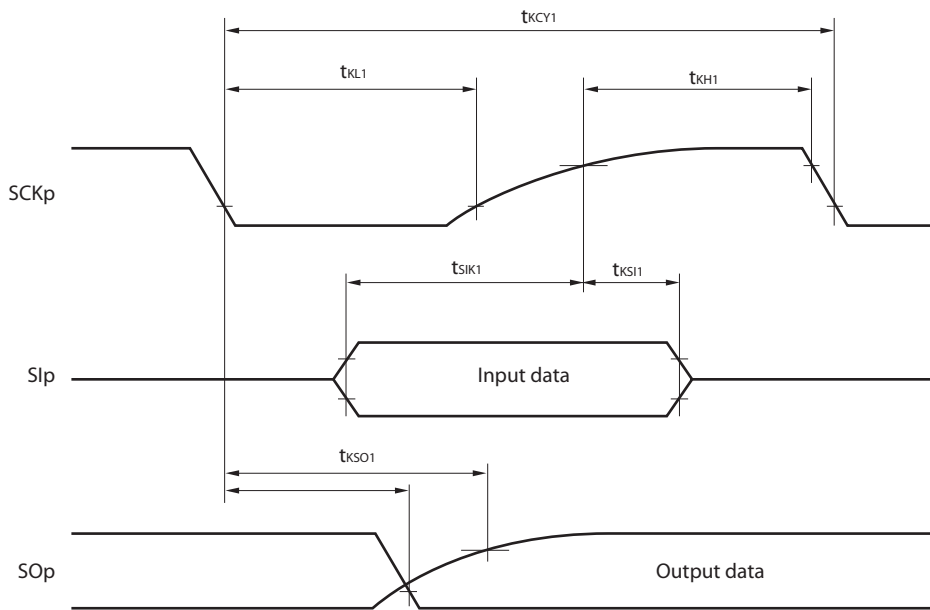 tKCY1
tKL1
tKH1
SCKp
tSIK1
tKSI1
SIp
Input data
tKSO1
SOp
Output data